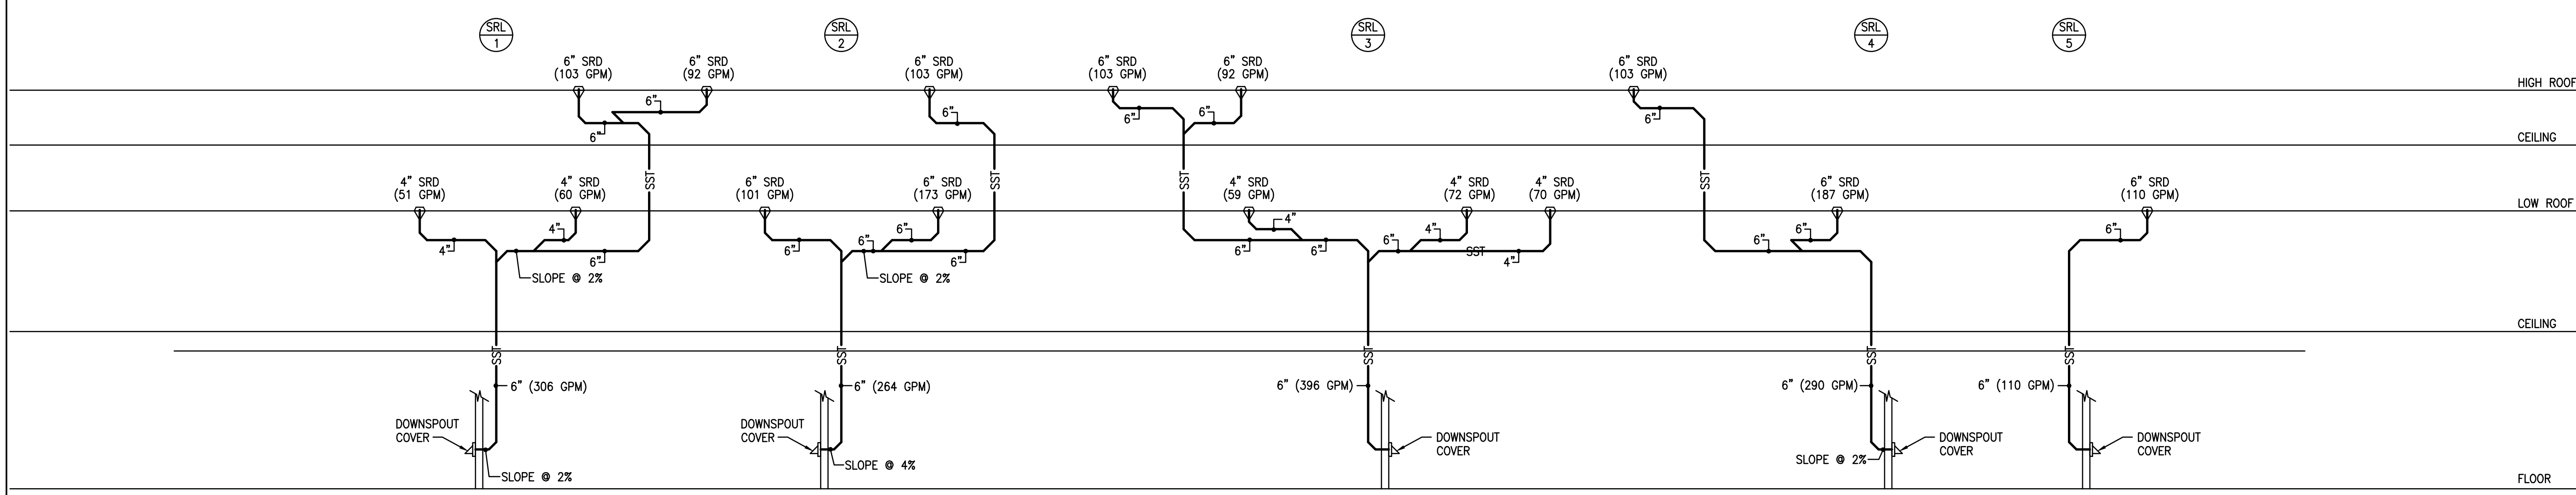 SRL
1
SRL
2
SRL
3
SRL
4
SRL
5
6" SRD
(103 GPM)
6" SRD
(92 GPM)
6" SRD
(103 GPM)
6" SRD
(103 GPM)
6" SRD
(92 GPM)
6" SRD
(103 GPM)
HIGH ROOF
6"
6"
6"
6"
6"
6"
CEILING
SST
SST
SST
SST
4" SRD
(51 GPM)
4" SRD
(60 GPM)
6" SRD
(101 GPM)
6" SRD
(173 GPM)
4" SRD
(59 GPM)
4" SRD
(72 GPM)
4" SRD
(70 GPM)
6" SRD
(187 GPM)
6" SRD
(110 GPM)
LOW ROOF
4"
4"
6"
SLOPE @ 2%
6"
6"
6"
6"
SLOPE @ 2%
4"
6"
6"
6"
4"
SST
4"
6"
6"
6"
CEILING
SST
SST
SST
SST
SST
6" (306 GPM)
6" (264 GPM)
6" (396 GPM)
6" (290 GPM)
6" (110 GPM)
DOWNSPOUT
COVER
DOWNSPOUT
COVER
DOWNSPOUT
COVER
DOWNSPOUT
COVER
DOWNSPOUT
COVER
SLOPE @ 2%
SLOPE @ 4%
SLOPE @ 2%
FLOOR